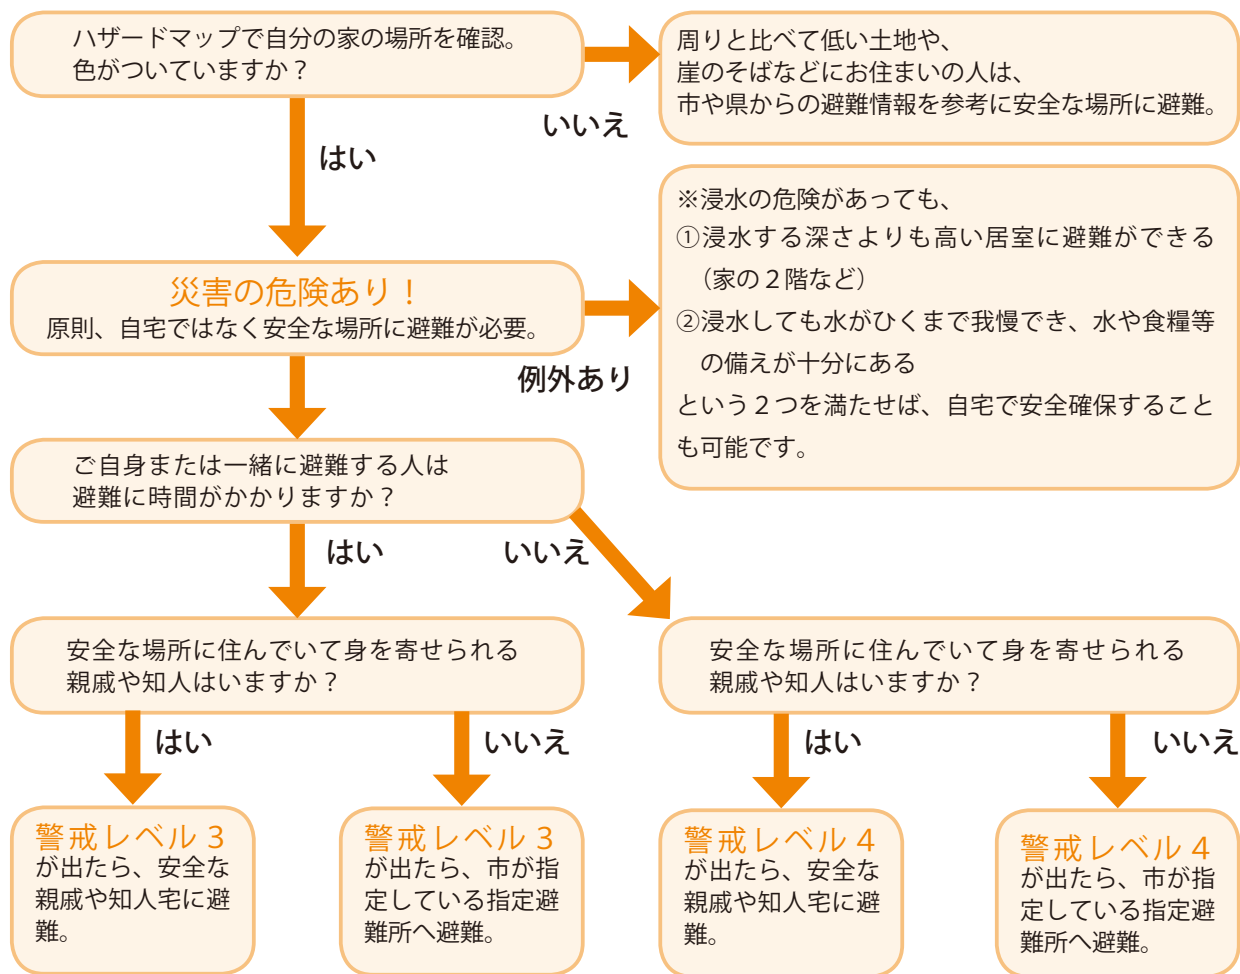 ハザードマップで自分の家の場所を確認。
色がついていますか？
いいえ
周りと比べて低い土地や、
崖のそばなどにお住まいの人は、
市や県からの避難情報を参考に安全な場所に避難。
はい
災害の危険あり！
原則、自宅ではなく安全な場所に避難が必要。
例外あり
※浸水の危険があっても、
①浸水する深さよりも高い居室に避難ができる
（家の２階など）
②浸水しても水がひくまで我慢でき、水や食糧等
の備えが十分にある
という２つを満たせば、自宅で安全確保すること
も可能です。
ご自身または一緒に避難する人は
避難に時間がかかりますか？
はい
いいえ
安全な場所に住んでいて身を寄せられる
親戚や知人はいますか？
安全な場所に住んでいて身を寄せられる
親戚や知人はいますか？
はい
いいえ
はい
いいえ
警戒レベル３
が出たら、安全な
親戚や知人宅に避
難。
警戒レベル３
が出たら、市が指
定している指定避
難所へ避難。
警戒レベル４
が出たら、安全な
親戚や知人宅に避
難。
警戒レベル４
が出たら、市が指
定している指定避
難所へ避難。